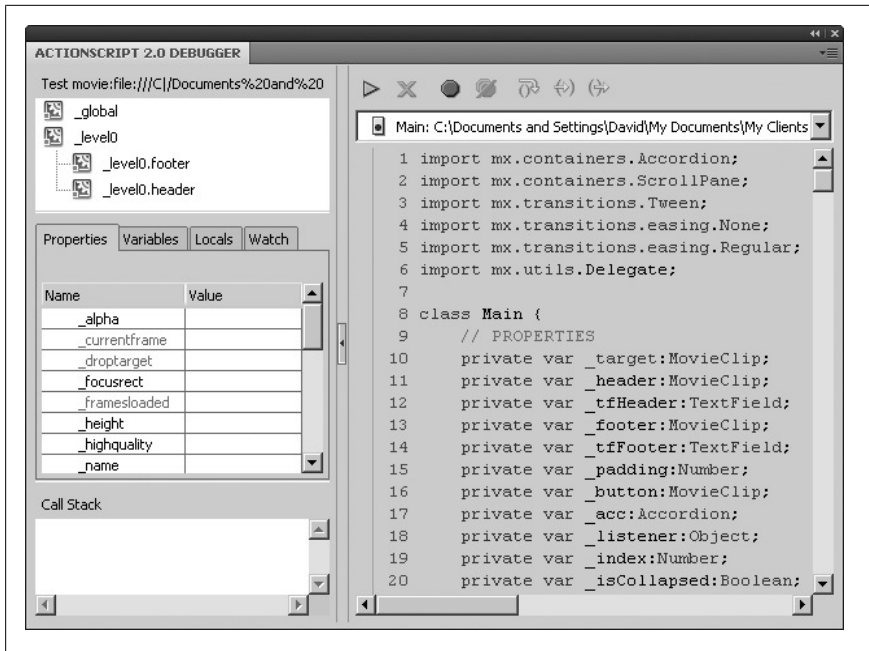 ACTIONSCRIPT 2.0 DEBUGGER
Test movie:file:///C|/Documents%20and%20
_global
_level0
_level0.footer
_level0.header
Properties Variables Locals Watch
Name Value
_alpha
_currentframe
_droptarget
_focusrect
_framesloaded
_height
_highquality
_name
Call Stack
Main: C:\Documents and Settings\David\My Documents\My Clients
1 import mx.containers.Accordion;
2 import mx.containers.ScrollPane;
3 import mx.transitions.Tween;
4 import mx.transitions.easing.None;
5 import mx.transitions.easing.Regular;
6 import mx.utils.Delegate;
7
8 class Main {
9 // PROPERTIES
10 private var _target:MovieClip;
11 private var _header:MovieClip;
12 private var _tfHeader:TextField;
13 private var _footer:MovieClip;
14 private var _tfFooter:TextField;
15 private var _padding:Number;
16 private var _button:MovieClip;
17 private var _acc:Accordion;
18 private var _listener:Object;
19 private var _index:Number;
20 private var _isCollapsed:Boolean;